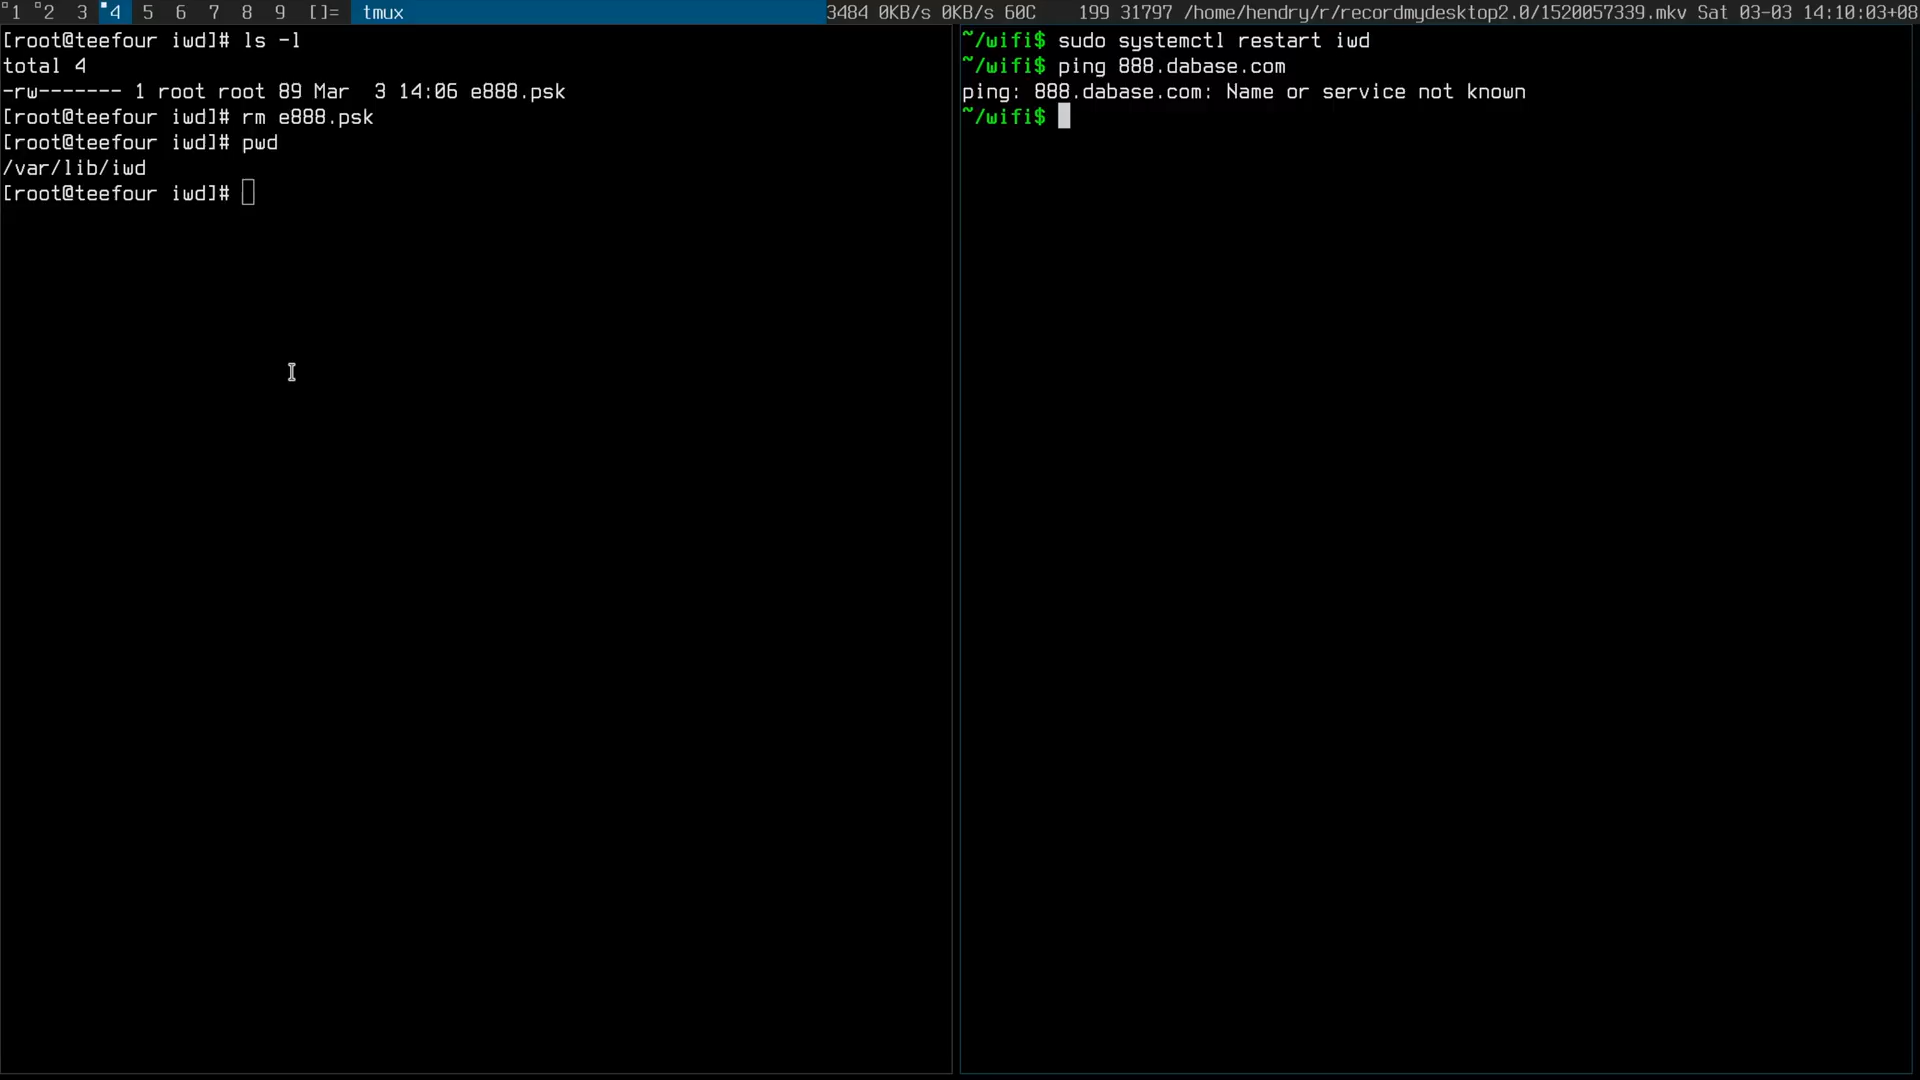 1 2 3 4 5 6 7 8 9 []= tmux 3484 0KB/s 0KB/s 60C 199 31797 /home/hendry/r/recordmydesktop2.0/1520057339.mkv Sat 03-03 14:10:03+08
[root@teefour iwd]# ls -l
total 4
-rw------- 1 root root 89 Mar  3 14:06 e888.psk
[root@teefour iwd]# rm e888.psk
[root@teefour iwd]# pwd
/var/lib/iwd
[root@teefour iwd]#
~/wifi$ sudo systemctl restart iwd
~/wifi$ ping 888.dabase.com
ping: 888.dabase.com: Name or service not known
~/wifi$